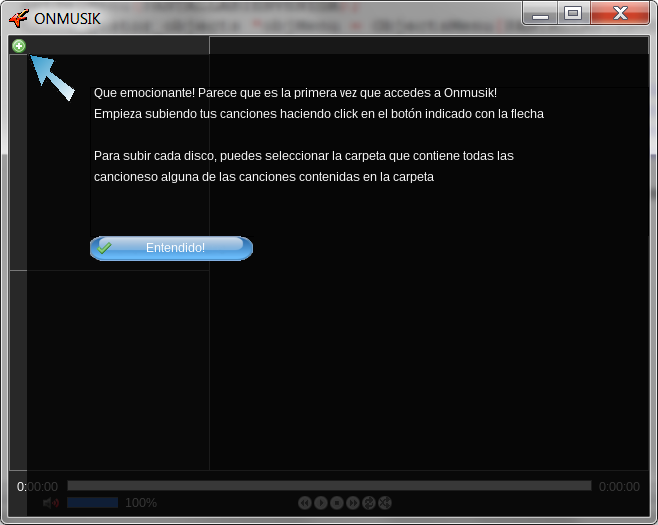 ONMUSIK
Que emocionante! Parece que es la primera vez que accedes a Onmusik!
Empieza subiendo tus canciones haciendo click en el botón indicado con la flecha
Para subir cada disco, puedes seleccionar la carpeta que contiene todas las
cancioneso alguna de las canciones contenidas en la carpeta
Entendido!
0:00:00
0:00:00
100%